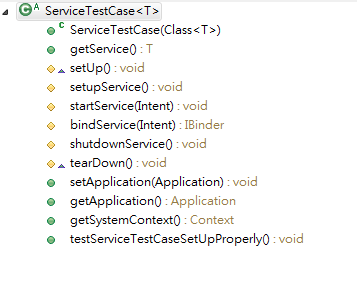 ServiceTestCase<T>
ServiceTestCase(Class<T>)
getService() : T
setUp() : void
setupService() : void
startService(Intent) : void
bindService(Intent) : IBinder
shutdownService() : void
tearDown() : void
setApplication(Application) : void
getApplication() : Application
getSystemContext() : Context
testServiceTestCaseSetUpProperly() : void